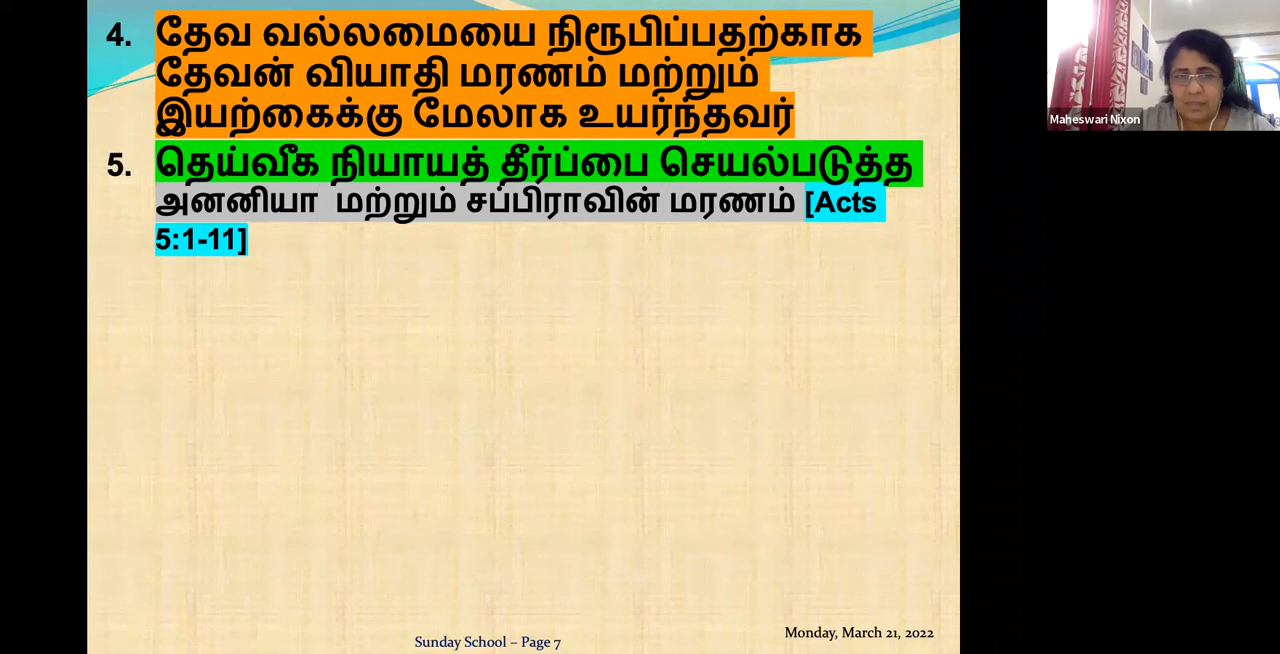 4. தேவ வல்லமையை நிரூபிப்பதற்காக
தேவன் வியாதி மரணம் மற்றும்
இயற்கைக்கு மேலாக உயர்ந்தவர்
5. தெய்வீக நியாயத் தீர்ப்பை செயல்படுத்த
அனனியா மற்றும் சப்பிராவின் மரணம் [Acts
5:1-11]
Sunday School – Page 7
Monday, March 21, 2022
Maheswari Nixon